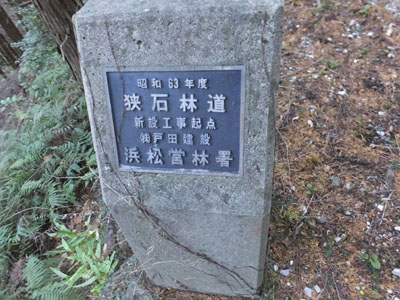 昭和63年度
狭石林道
新設工事起点
㈱戸田建設
浜松営林署